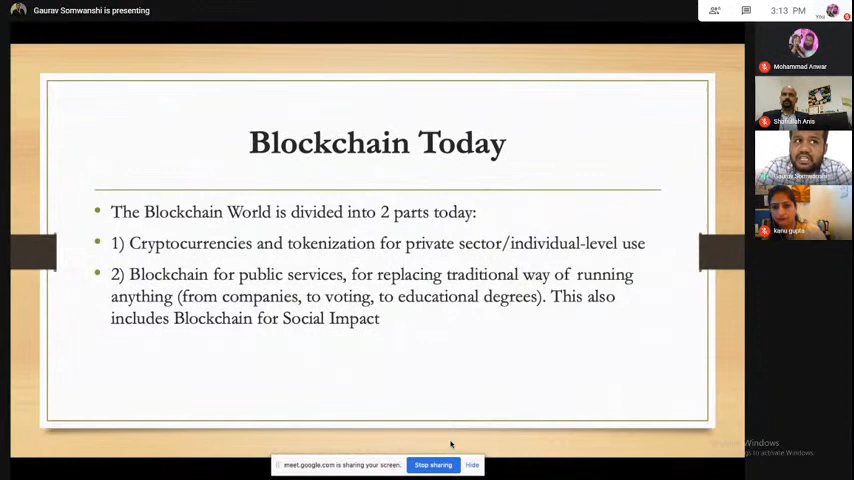 Gaurav Somwanshi is presenting
3:13 PM
You
Mohammad Anwar
Blockchain Today
Shafiullah Anis
The Blockchain World is divided into 2 parts today:
Gaurav Somwanshi
1) Cryptocurrencies and tokenization for private sector/individual-level use
kanu gupta
2) Blockchain for public services, for replacing traditional way of running
anything (from companies, to voting, to educational degrees). This also
includes Blockchain for Social Impact
Windows
to activate Windows.
meet.google.com is sharing your screen.
Stop sharing
Hide